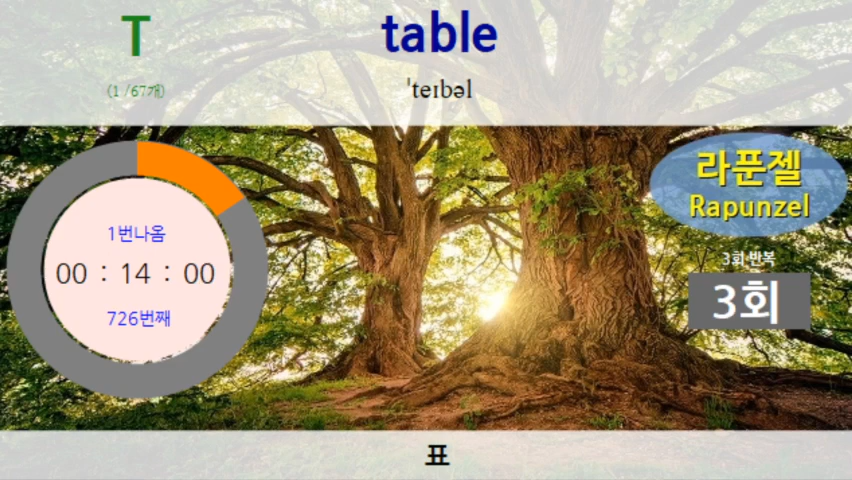 T
(1 /67개)
table
ˈteɪbəl
라푼젤
Rapunzel
1번나옴
00 : 14 : 00
726번째
3회 반복
3회
표